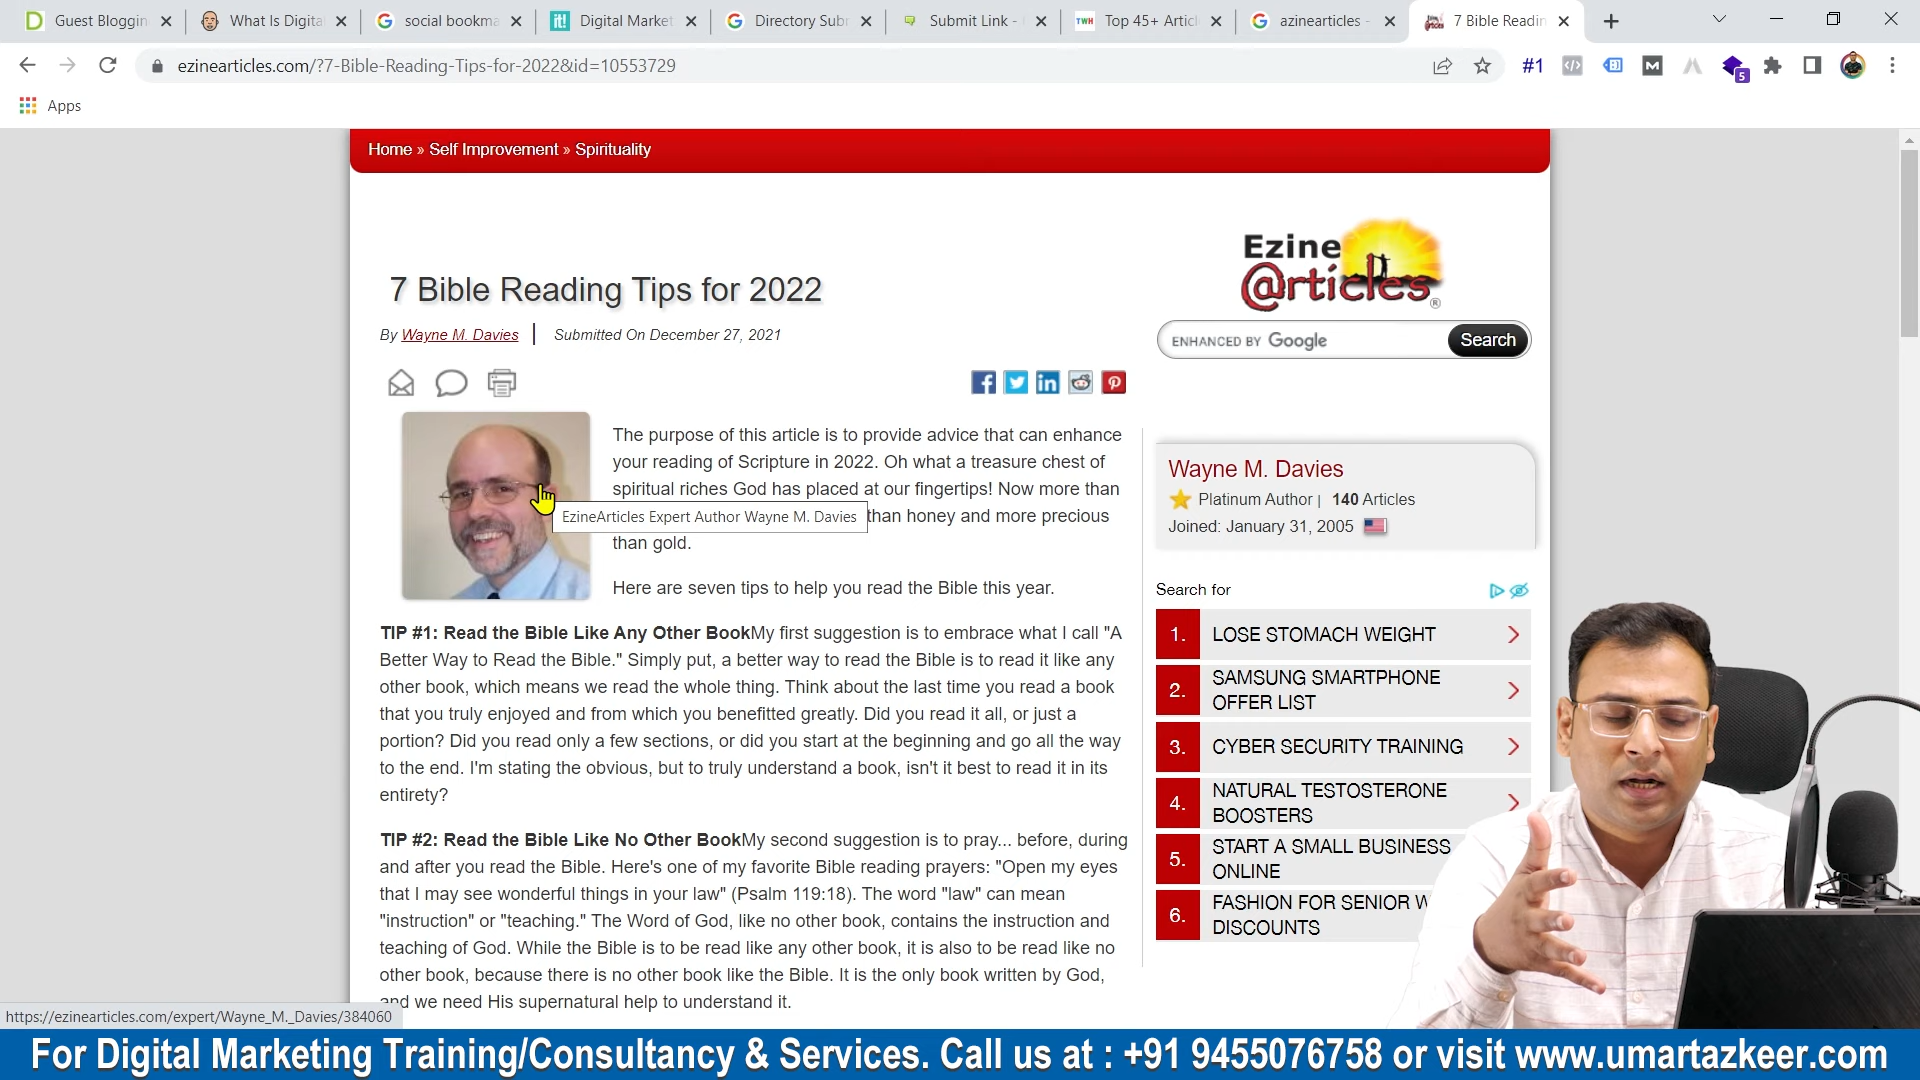 Guest Bloggin
What Is Digita
social bookma
Digital Market
Directory Sub
Submit Link -
TWH
Top 45+ Articl
azinearticles -
7 Bible Readin
ezinearticles.com/?7-Bible-Reading-Tips-for-2022&id=10553729
#1
M
5
Apps
Home » Self Improvement » Spirituality
Ezine
@rticles®
7 Bible Reading Tips for 2022
By Wayne M. Davies | Submitted On December 27, 2021
ENHANCED BY Google
Search
The purpose of this article is to provide advice that can enhance
your reading of Scripture in 2022. Oh what a treasure chest of
spiritual riches God has placed at our fingertips! Now more than
EzineArticles Expert Author Wayne M. Davies
than honey and more precious
than gold.
Here are seven tips to help you read the Bible this year.
TIP #1: Read the Bible Like Any Other BookMy first suggestion is to embrace what I call "A
Better Way to Read the Bible." Simply put, a better way to read the Bible is to read it like any
other book, which means we read the whole thing. Think about the last time you read a book
that you truly enjoyed and from which you benefitted greatly. Did you read it all, or just a
portion? Did you read only a few sections, or did you start at the beginning and go all the way
to the end. I'm stating the obvious, but to truly understand a book, isn't it best to read it in its
entirety?
TIP #2: Read the Bible Like No Other BookMy second suggestion is to pray... before, during
and after you read the Bible. Here's one of my favorite Bible reading prayers: "Open my eyes
that I may see wonderful things in your law" (Psalm 119:18). The word "law" can mean
"instruction" or "teaching." The Word of God, like no other book, contains the instruction and
teaching of God. While the Bible is to be read like any other book, it is also to be read like no
other book, because there is no other book like the Bible. It is the only book written by God,
and we need His supernatural help to understand it.
Wayne M. Davies
Platinum Author | 140 Articles
Joined: January 31, 2005
Search for
1. LOSE STOMACH WEIGHT
2. SAMSUNG SMARTPHONE
OFFER LIST
3. CYBER SECURITY TRAINING
4. NATURAL TESTOSTERONE
BOOSTERS
5. START A SMALL BUSINESS
ONLINE
6. FASHION FOR SENIOR W
DISCOUNTS
https://ezinearticles.com/expert/Wayne_M._Davies/384060
For Digital Marketing Training/Consultancy & Services. Call us at : +91 9455076758 or visit www.umartazkeer.com